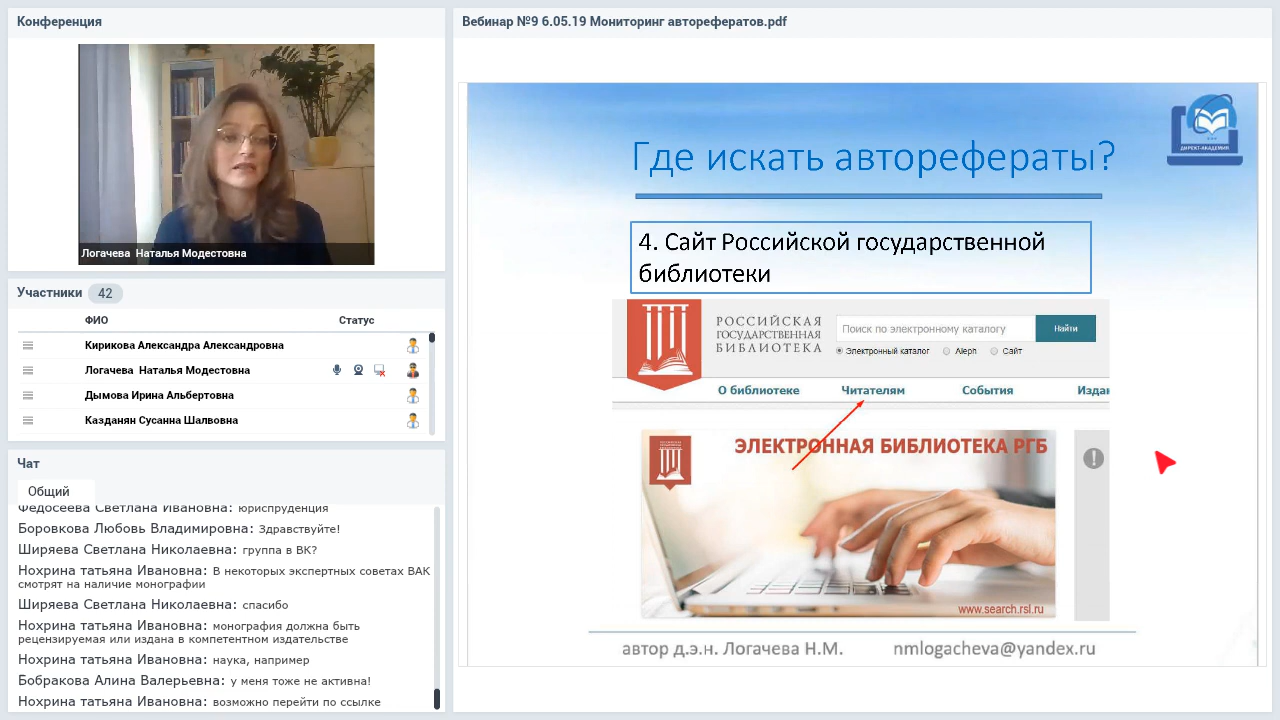 Конференция
Логачева  Наталья Модестовна
Участники 42
ФИО Статус
Кирикова Александра Александровна
Логачева  Наталья Модестовна
Дымова Ирина Альбертовна
Казданян Сусанна Шалвовна
Чат
Общий
Федосеева Светлана Ивановна: юриспруденция
Боровкова Любовь Владимировна: Здравствуйте!
Ширяева Светлана Николаевна: группа в ВК?
Нохрина татьяна Ивановна: В некоторых экспертных советах ВАК
смотрят на наличие монографии
Ширяева Светлана Николаевна: спасибо
Нохрина татьяна Ивановна: монография должна быть
рецензируемая или издана в компетентном издательстве
Нохрина татьяна Ивановна: наука, например
Бобракова Алина Валерьевна: у меня тоже не активна!
Нохрина татьяна Ивановна: возможно перейти по ссылке
Вебинар №9 6.05.19 Мониторинг авторефератов.pdf
ДИРЕКТ-АКАДЕМИЯ
Где искать авторефераты?
4. Сайт Российской государственной
библиотеки
РОССИЙСКАЯ
ГОСУДАРСТВЕННАЯ
БИБЛИОТЕКА
Поиск по электронному каталогу Найти
Электронный каталог Aleph Сайт
О библиотеке Читателям События Издан
ЭЛЕКТРОННАЯ БИБЛИОТЕКА РГБ
www.search.rsl.ru
автор д.э.н. Логачева Н.М. nmlogacheva@yandex.ru